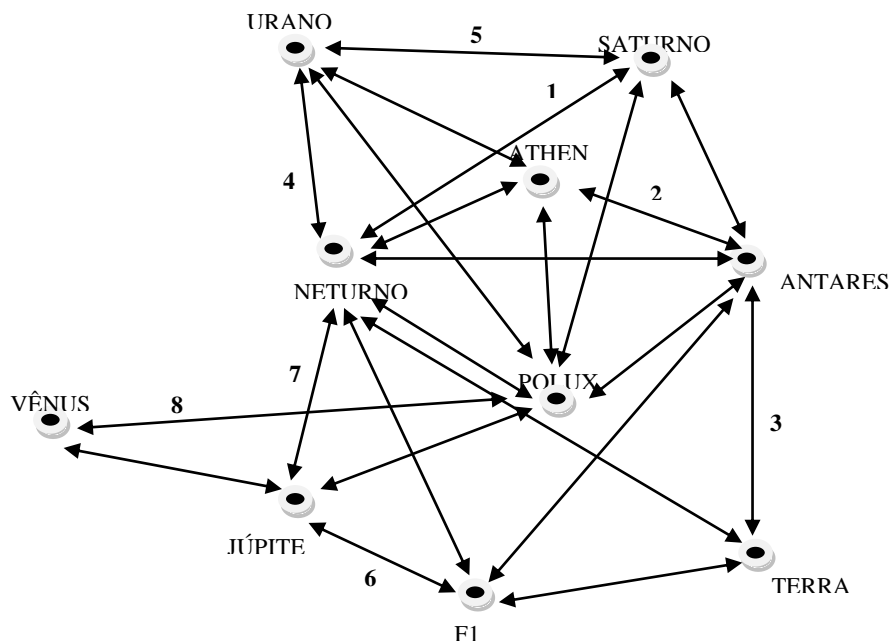 URANO
5
SATURNO
1
ATHEN
4
2
NETURNO
ANTARES
7
POLUX
VÊNUS
8
3
JÚPITE
6
TERRA
F1